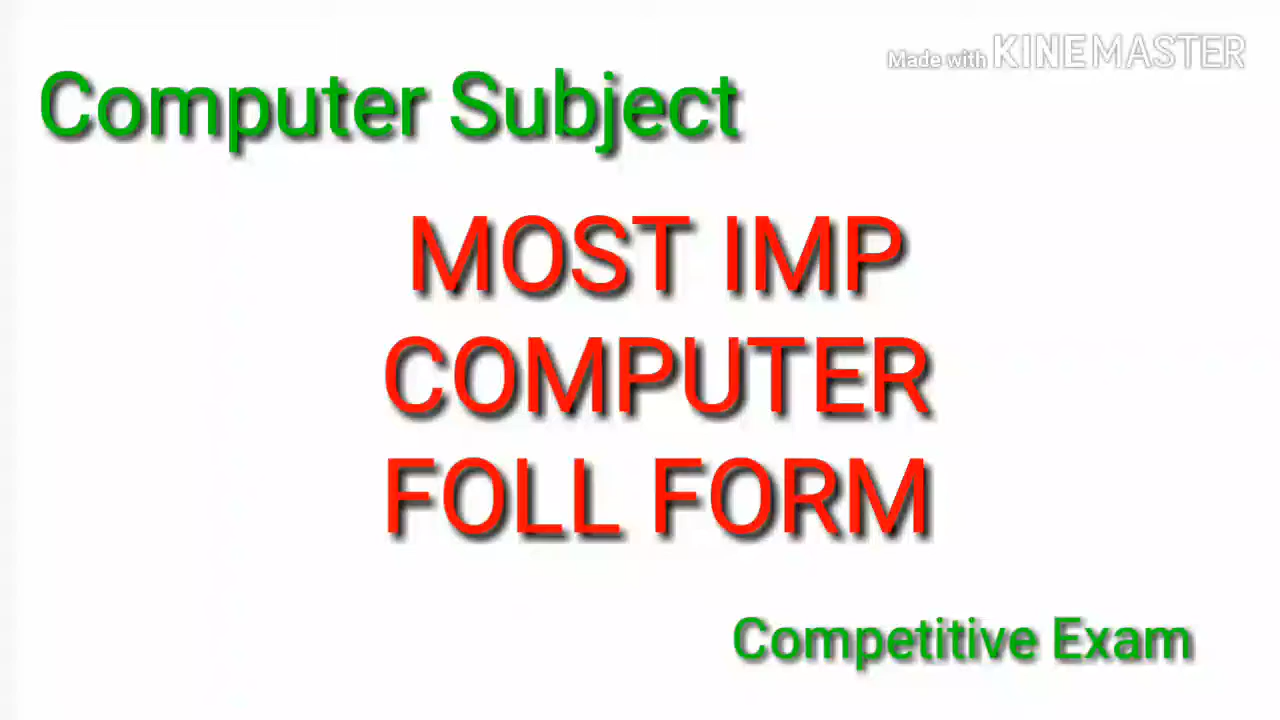 Made with KINEMASTER
Computer Subject
MOST IMP
COMPUTER
FOLL FORM
Competitive Exam